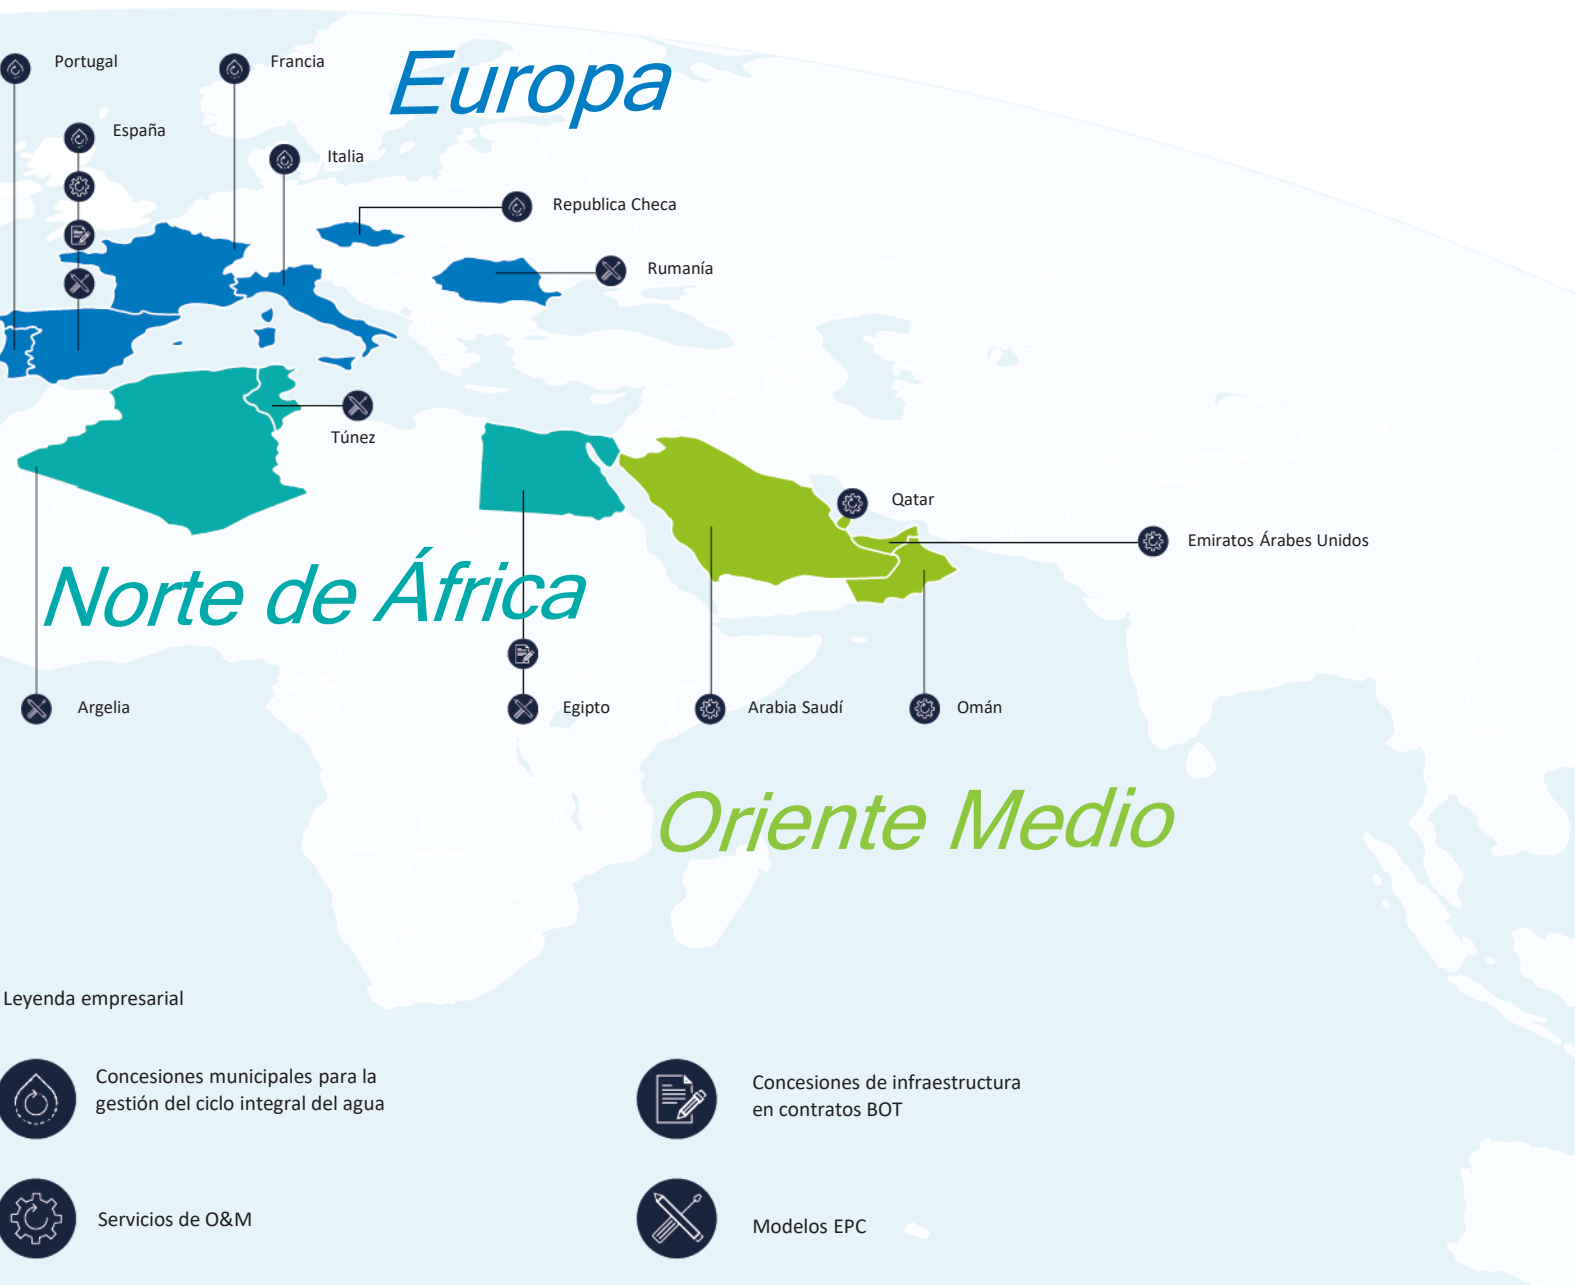 Europa
Portugal
Francia
España
Italia
Republica Checa
Rumanía
Túnez
Qatar
Emiratos Árabes Unidos
Norte de África
Argelia
Egipto
Arabia Saudí
Omán
Oriente Medio
Leyenda empresarial
Concesiones municipales para la
gestión del ciclo integral del agua
Concesiones de infraestructura
en contratos BOT
Servicios de O&M
Modelos EPC